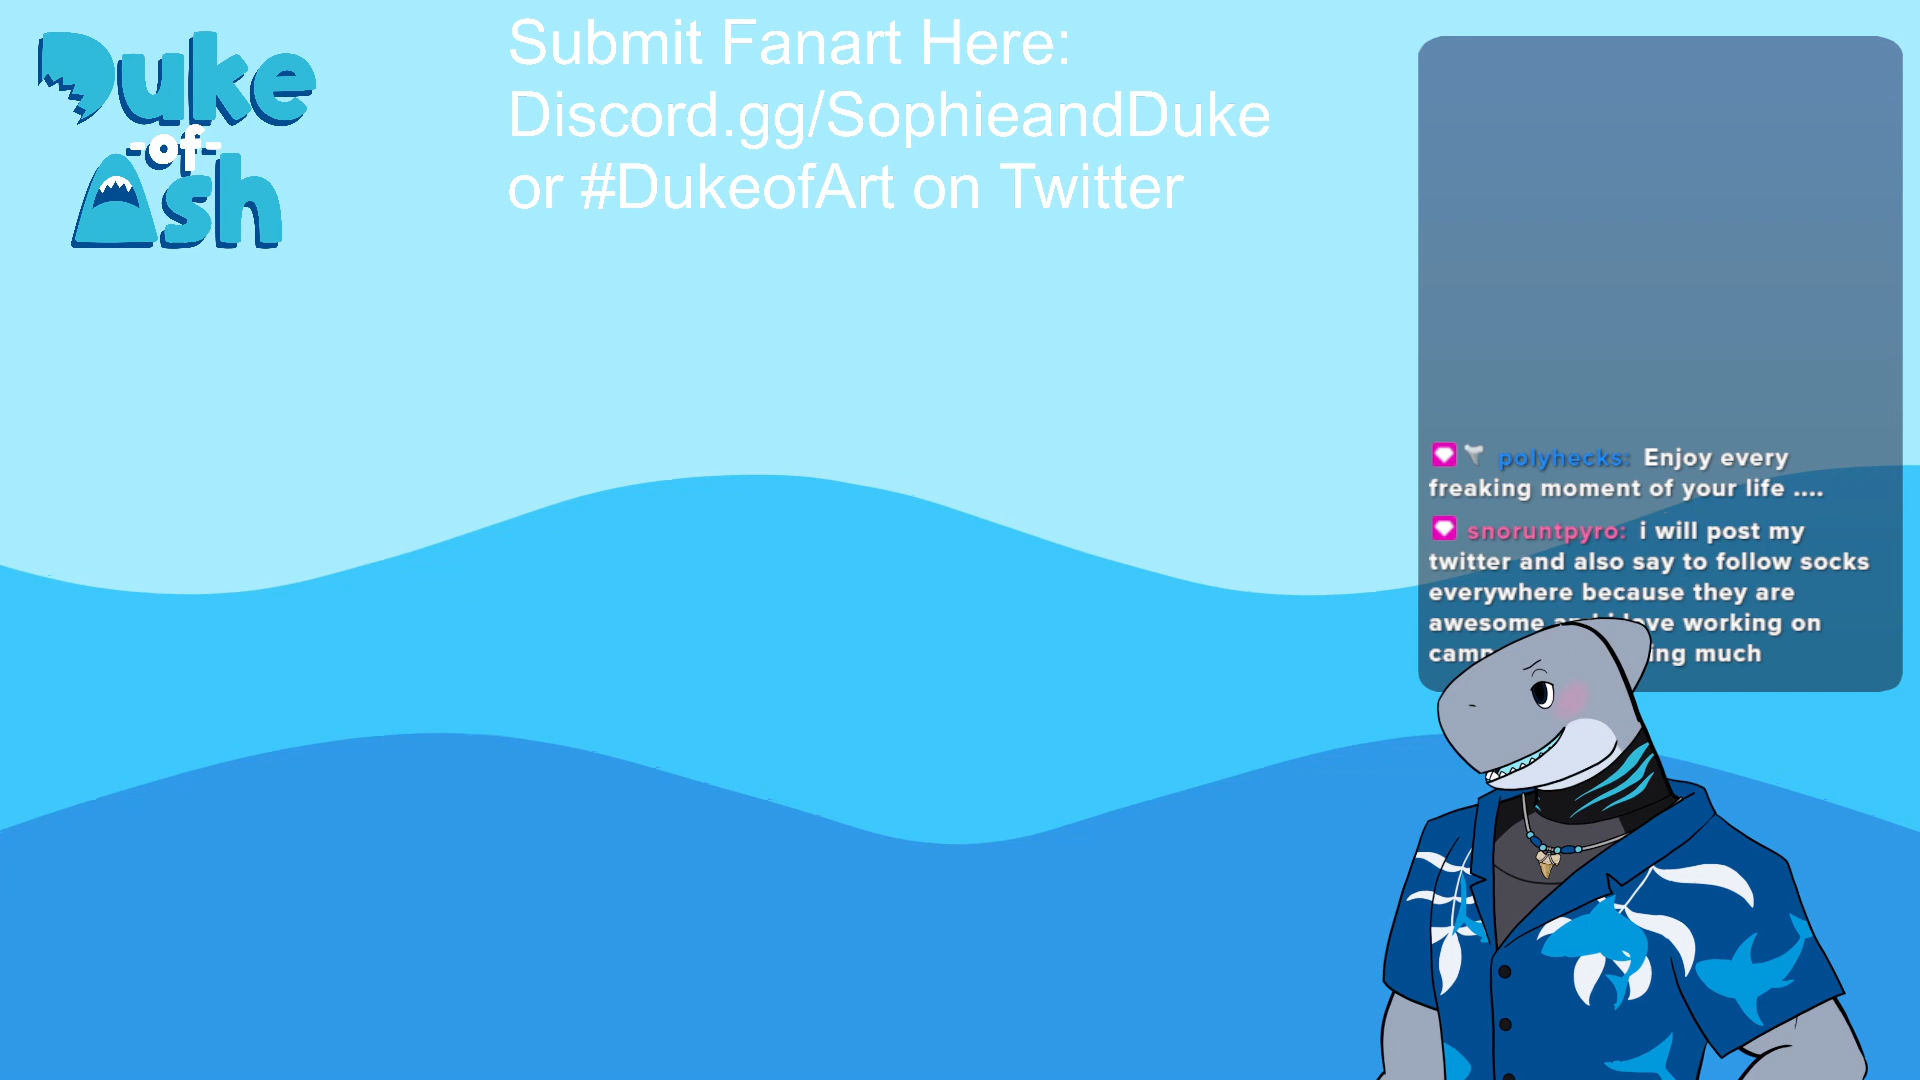 Duke
-of-
Ash
Submit Fanart Here:
Discord.gg/SophieandDuke
or #DukeofArt on Twitter
polyhecks: Enjoy every
freaking moment of your life ....
snoruntpyro: i will post my
twitter and also say to follow socks
everywhere because they are
awesome working on
much